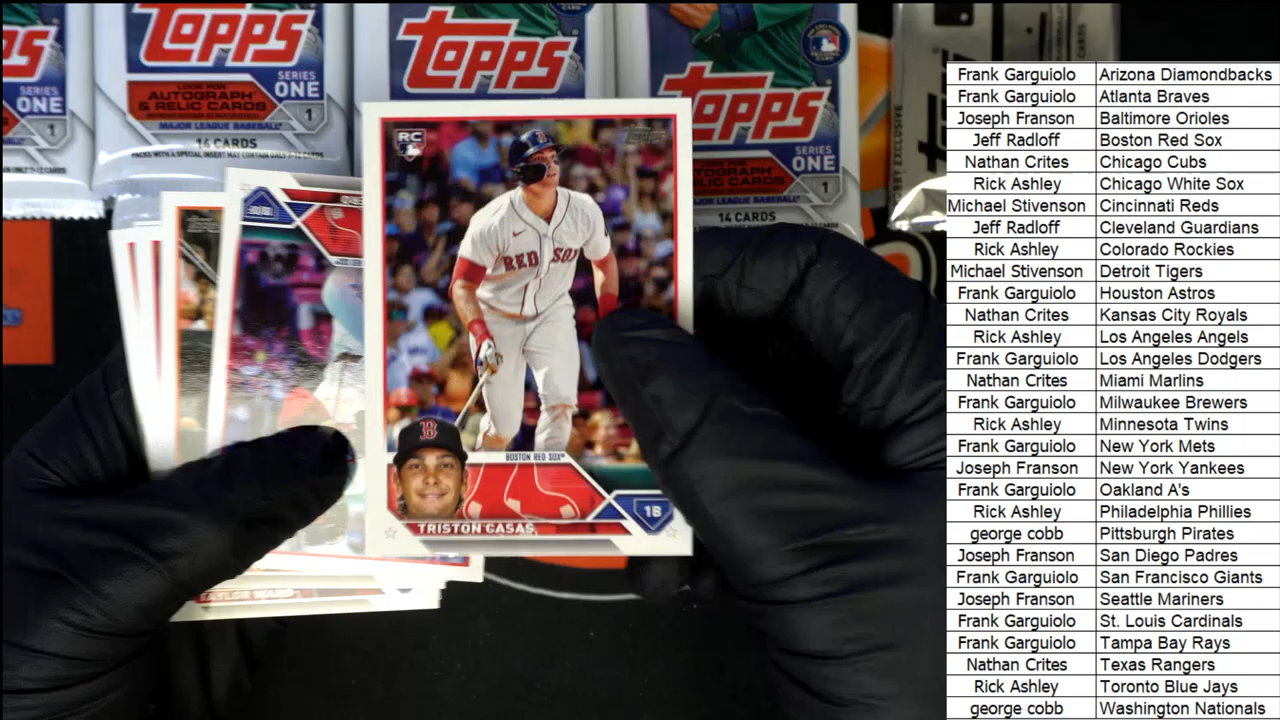 TOPPS
SERIES
ONE
1
LOOK FOR
AUTOGRAPH
& RELIC CARDS
MAJOR LEAGUE BASEBALL
14 CARDS
TOPPS
TOPPS
SERIES
ONE
1
14 CARDS
RC
RED SOX
B
BOSTON RED SOX
1B
TRISTON CASAS
TAYLOR WARD
Frank Garguiolo Arizona Diamondbacks
Frank Garguiolo Atlanta Braves
Joseph Franson Baltimore Orioles
Jeff Radloff Boston Red Sox
Nathan Crites Chicago Cubs
Rick Ashley Chicago White Sox
Michael Stivenson Cincinnati Reds
Jeff Radloff Cleveland Guardians
Rick Ashley Colorado Rockies
Michael Stivenson Detroit Tigers
Frank Garguiolo Houston Astros
Nathan Crites Kansas City Royals
Rick Ashley Los Angeles Angels
Frank Garguiolo Los Angeles Dodgers
Nathan Crites Miami Marlins
Frank Garguiolo Milwaukee Brewers
Rick Ashley Minnesota Twins
Frank Garguiolo New York Mets
Joseph Franson New York Yankees
Frank Garguiolo Oakland A's
Rick Ashley Philadelphia Phillies
george cobb Pittsburgh Pirates
Joseph Franson San Diego Padres
Frank Garguiolo San Francisco Giants
Joseph Franson Seattle Mariners
Frank Garguiolo St. Louis Cardinals
Frank Garguiolo Tampa Bay Rays
Nathan Crites Texas Rangers
Rick Ashley Toronto Blue Jays
george cobb Washington Nationals